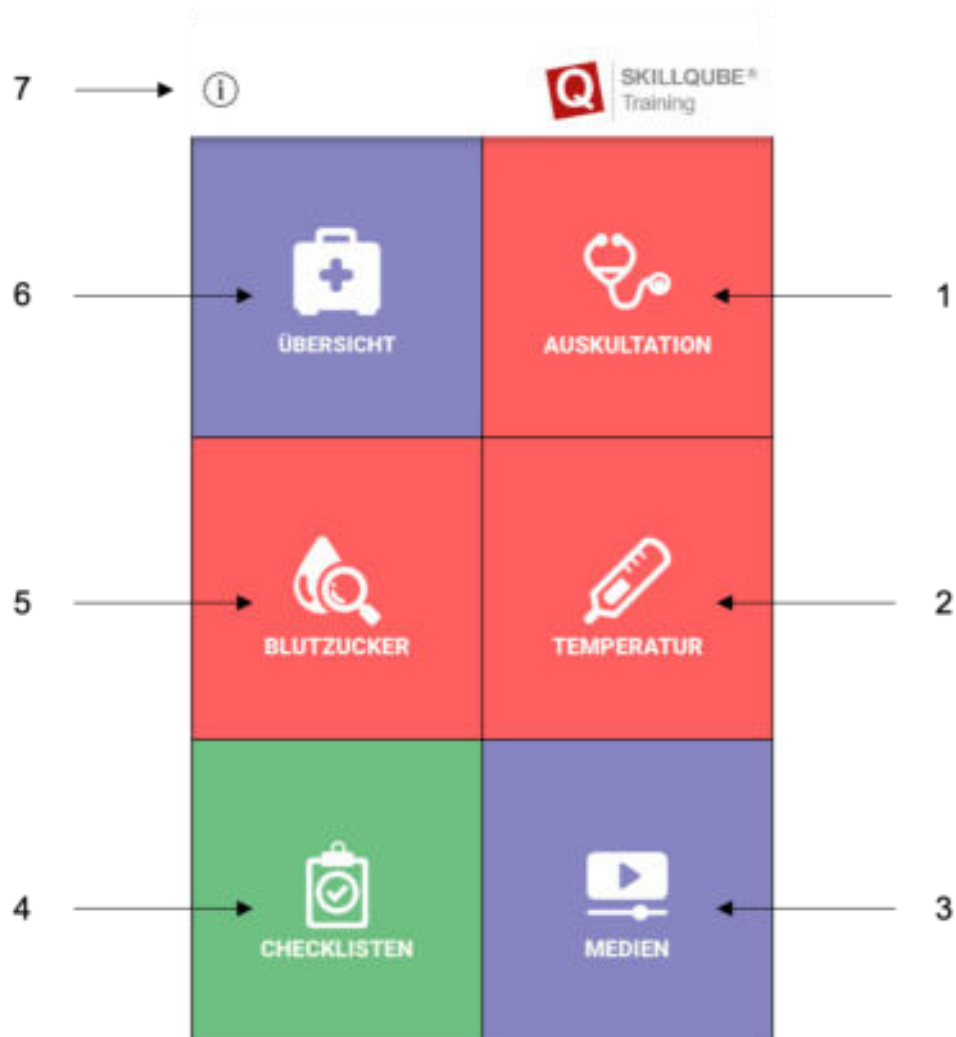 7
i
SKILLQUBE®
Training
6
ÜBERSICHT
AUSKULTATION
1
5
BLUTZUCKER
TEMPERATUR
2
4
CHECKLISTEN
MEDIEN
3